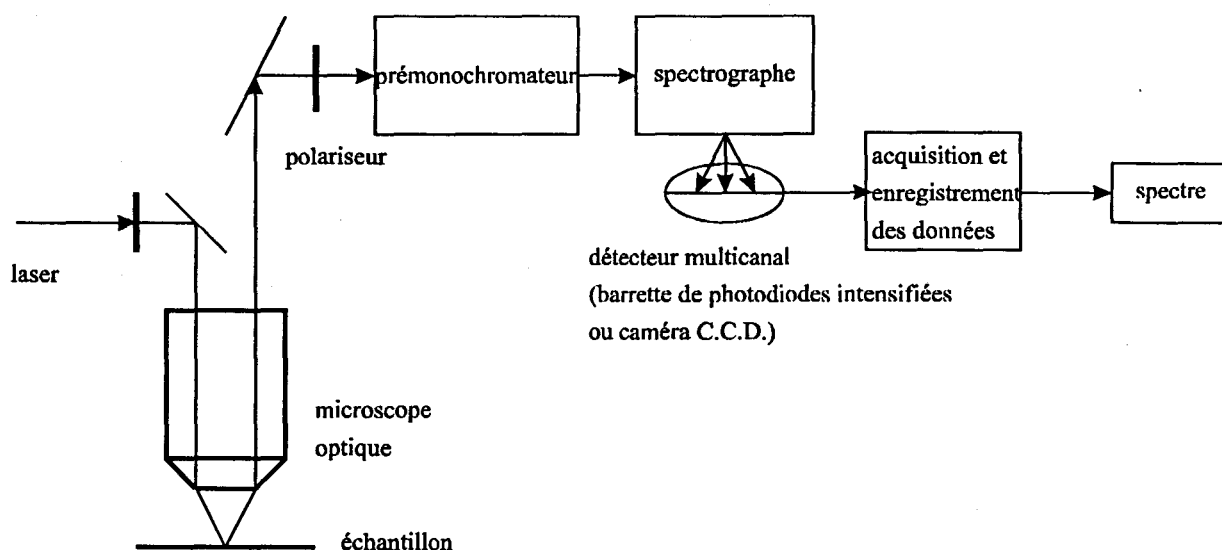 prémonochromateur
spectrographe
polariseur
acquisition et
enregistrement
des données
spectre
laser
détecteur multicanal
(barrette de photodiodes intensifiées
ou caméra C.C.D.)
microscope
optique
échantillon